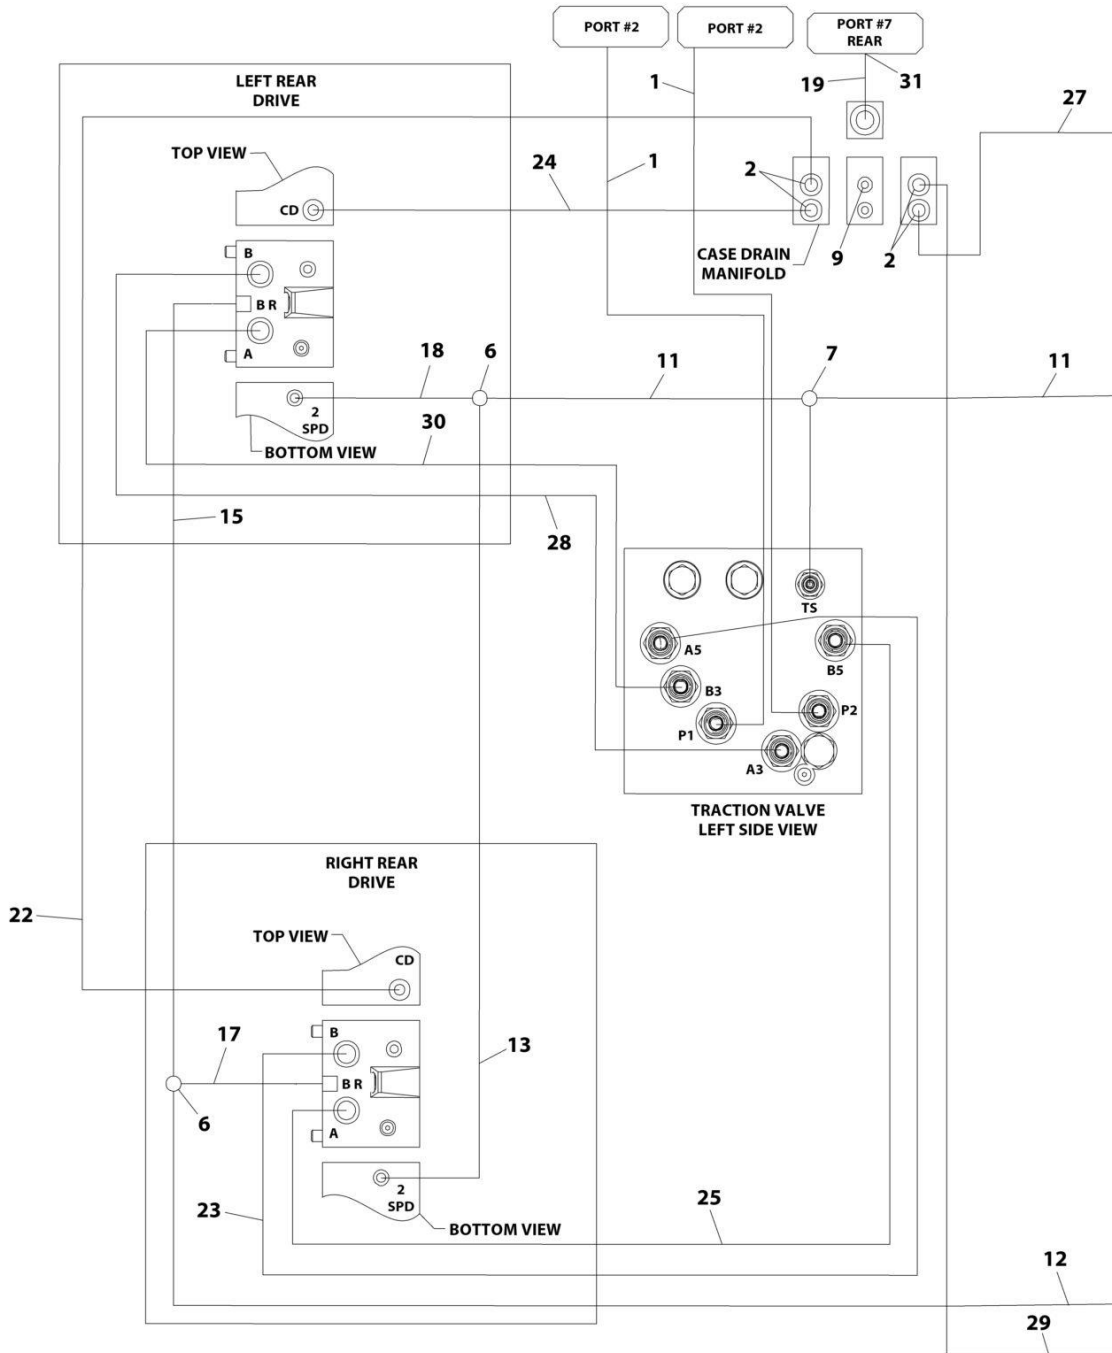 PORT #2
PORT #2
PORT #7
REAR
1
19
31
27
LEFT REAR
DRIVE
TOP VIEW
24
1
2
CD
CASE DRAIN
MANIFOLD
9
2
B
B R
A
18
6
11
7
11
2
SPD
30
BOTTOM VIEW
15
28
TS
A5
B5
B3
P2
P1
A3
TRACTION VALVE
LEFT SIDE VIEW
RIGHT REAR
DRIVE
22
TOP VIEW
CD
17
B
13
B R
6
A
2
SPD
23
25
BOTTOM VIEW
12
29